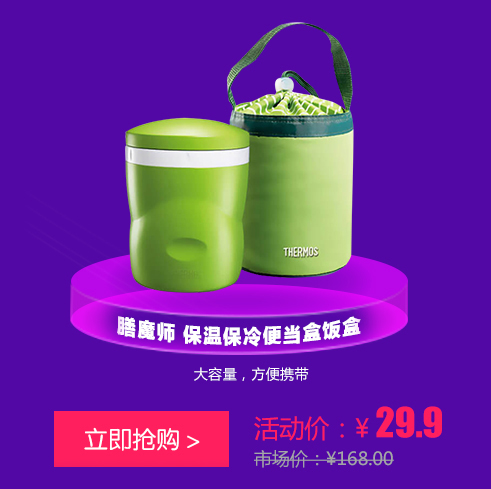 THERMOS
膳魔师 保温保冷便当盒饭盒
大容量，方便携带
立即抢购 >
活动价：¥ 29.9
市场价：¥168.00